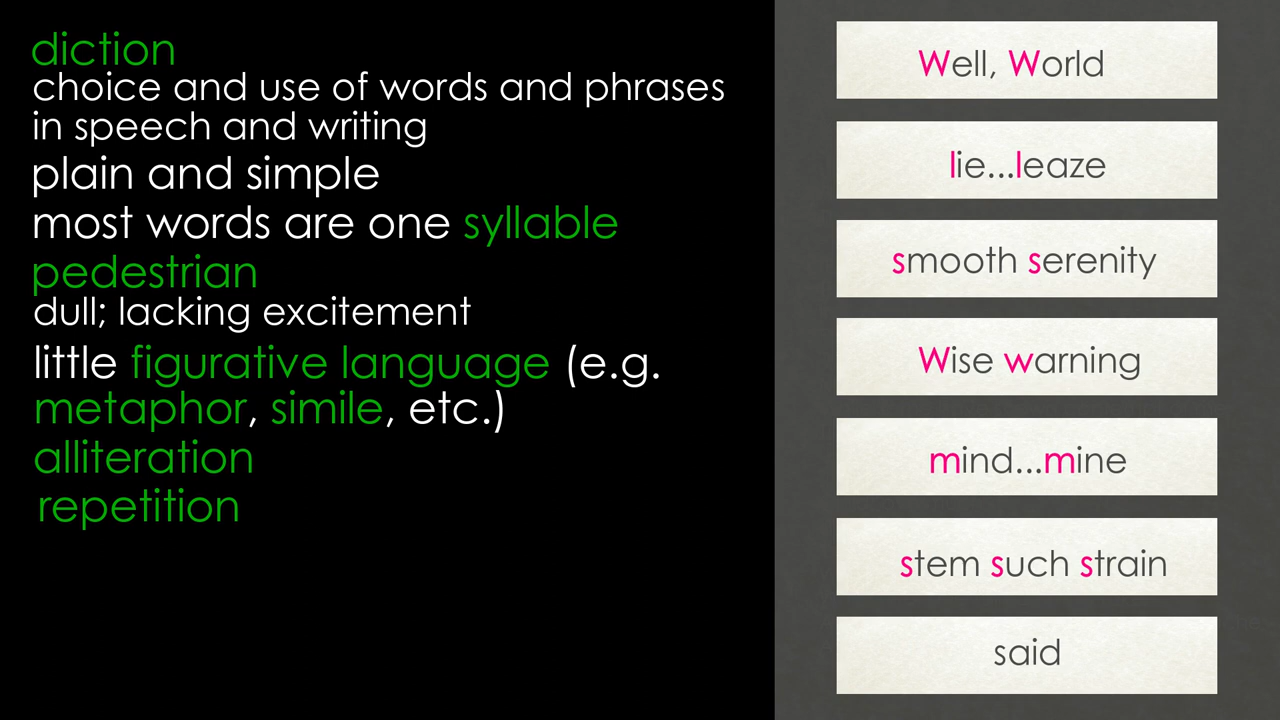 diction
choice and use of words and phrases
in speech and writing
plain and simple
most words are one syllable
pedestrian
dull; lacking excitement
little figurative language (e.g.
metaphor, simile, etc.)
alliteration
repetition
Well, World
lie...leaze
smooth serenity
Wise warning
mind...mine
stem such strain
said